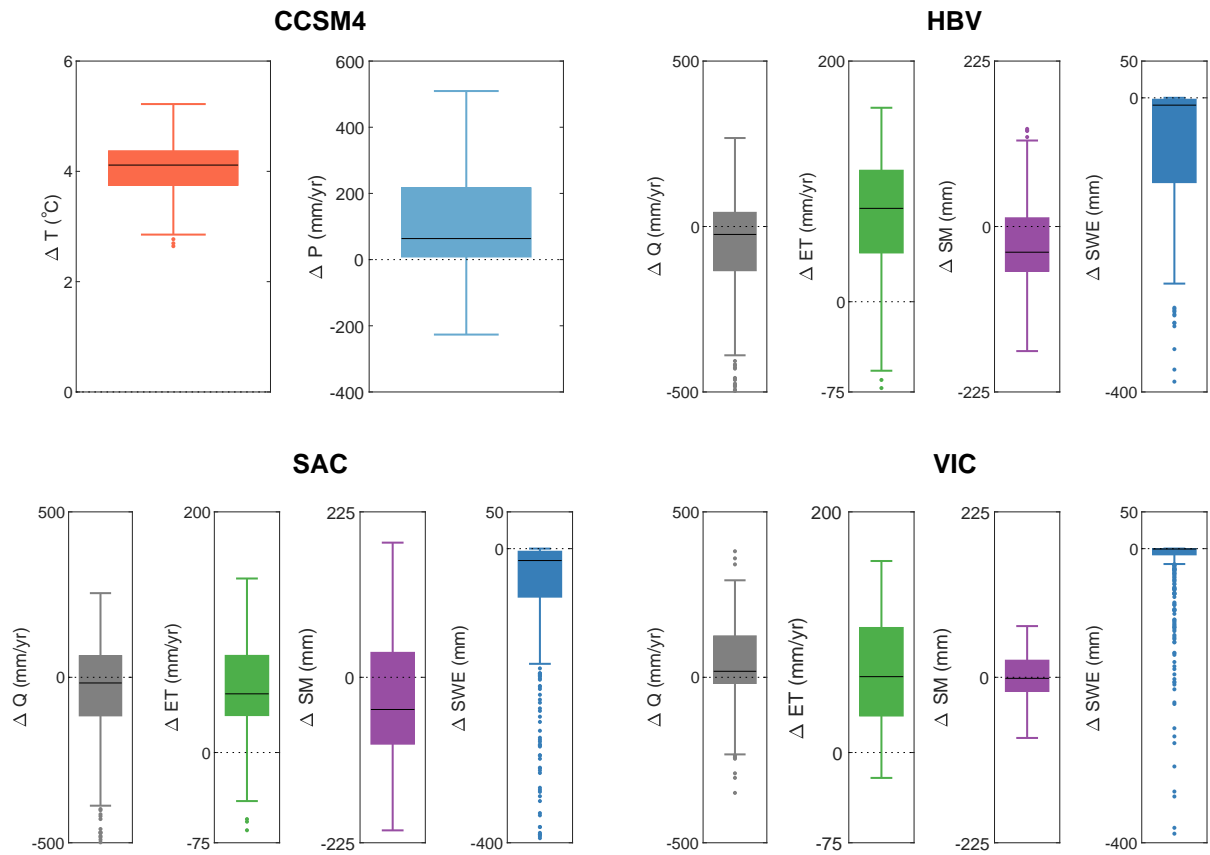 CCSM4
HBV
6
4
2
0
Δ T (°C)
600
400
200
0
-200
-400
Δ P (mm/yr)
500
0
-500
Δ Q (mm/yr)
200
0
-75
Δ ET (mm/yr)
225
0
-225
Δ SM (mm)
50
0
-400
Δ SWE (mm)
SAC
VIC
500
0
-500
Δ Q (mm/yr)
200
0
-75
Δ ET (mm/yr)
225
0
-225
Δ SM (mm)
50
0
-400
Δ SWE (mm)
500
0
-500
Δ Q (mm/yr)
200
0
-75
Δ ET (mm/yr)
225
0
-225
Δ SM (mm)
50
0
-400
Δ SWE (mm)